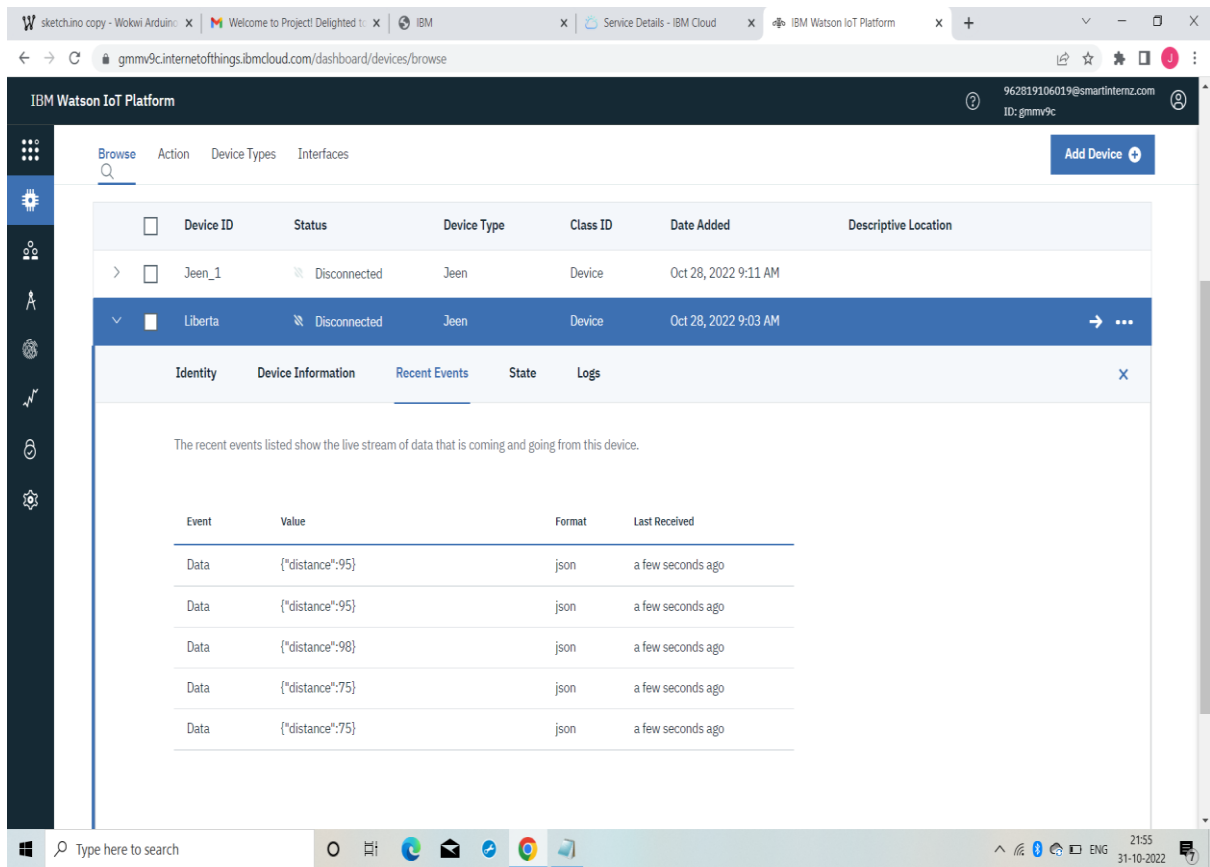 sketch.ino copy - Wokwi Arduino
Welcome to Project! Delighted to
IBM
Service Details - IBM Cloud
IBM Watson IoT Platform
gmmv9c.internetofthings.ibmcloud.com/dashboard/devices/browse
J
IBM Watson IoT Platform
962819106019@smartinternz.com
ID: gmmv9c
Browse Action Device Types Interfaces
Add Device
Device ID Status Device Type Class ID Date Added Descriptive Location
Jeen_1 Disconnected Jeen Device Oct 28, 2022 9:11 AM
Liberta Disconnected Jeen Device Oct 28, 2022 9:03 AM
Identity Device Information Recent Events State Logs
The recent events listed show the live stream of data that is coming and going from this device.
Event Value Format Last Received
Data {"distance":95} json a few seconds ago
Data {"distance":95} json a few seconds ago
Data {"distance":98} json a few seconds ago
Data {"distance":75} json a few seconds ago
Data {"distance":75} json a few seconds ago
Type here to search
ENG
21:55
31-10-2022
7